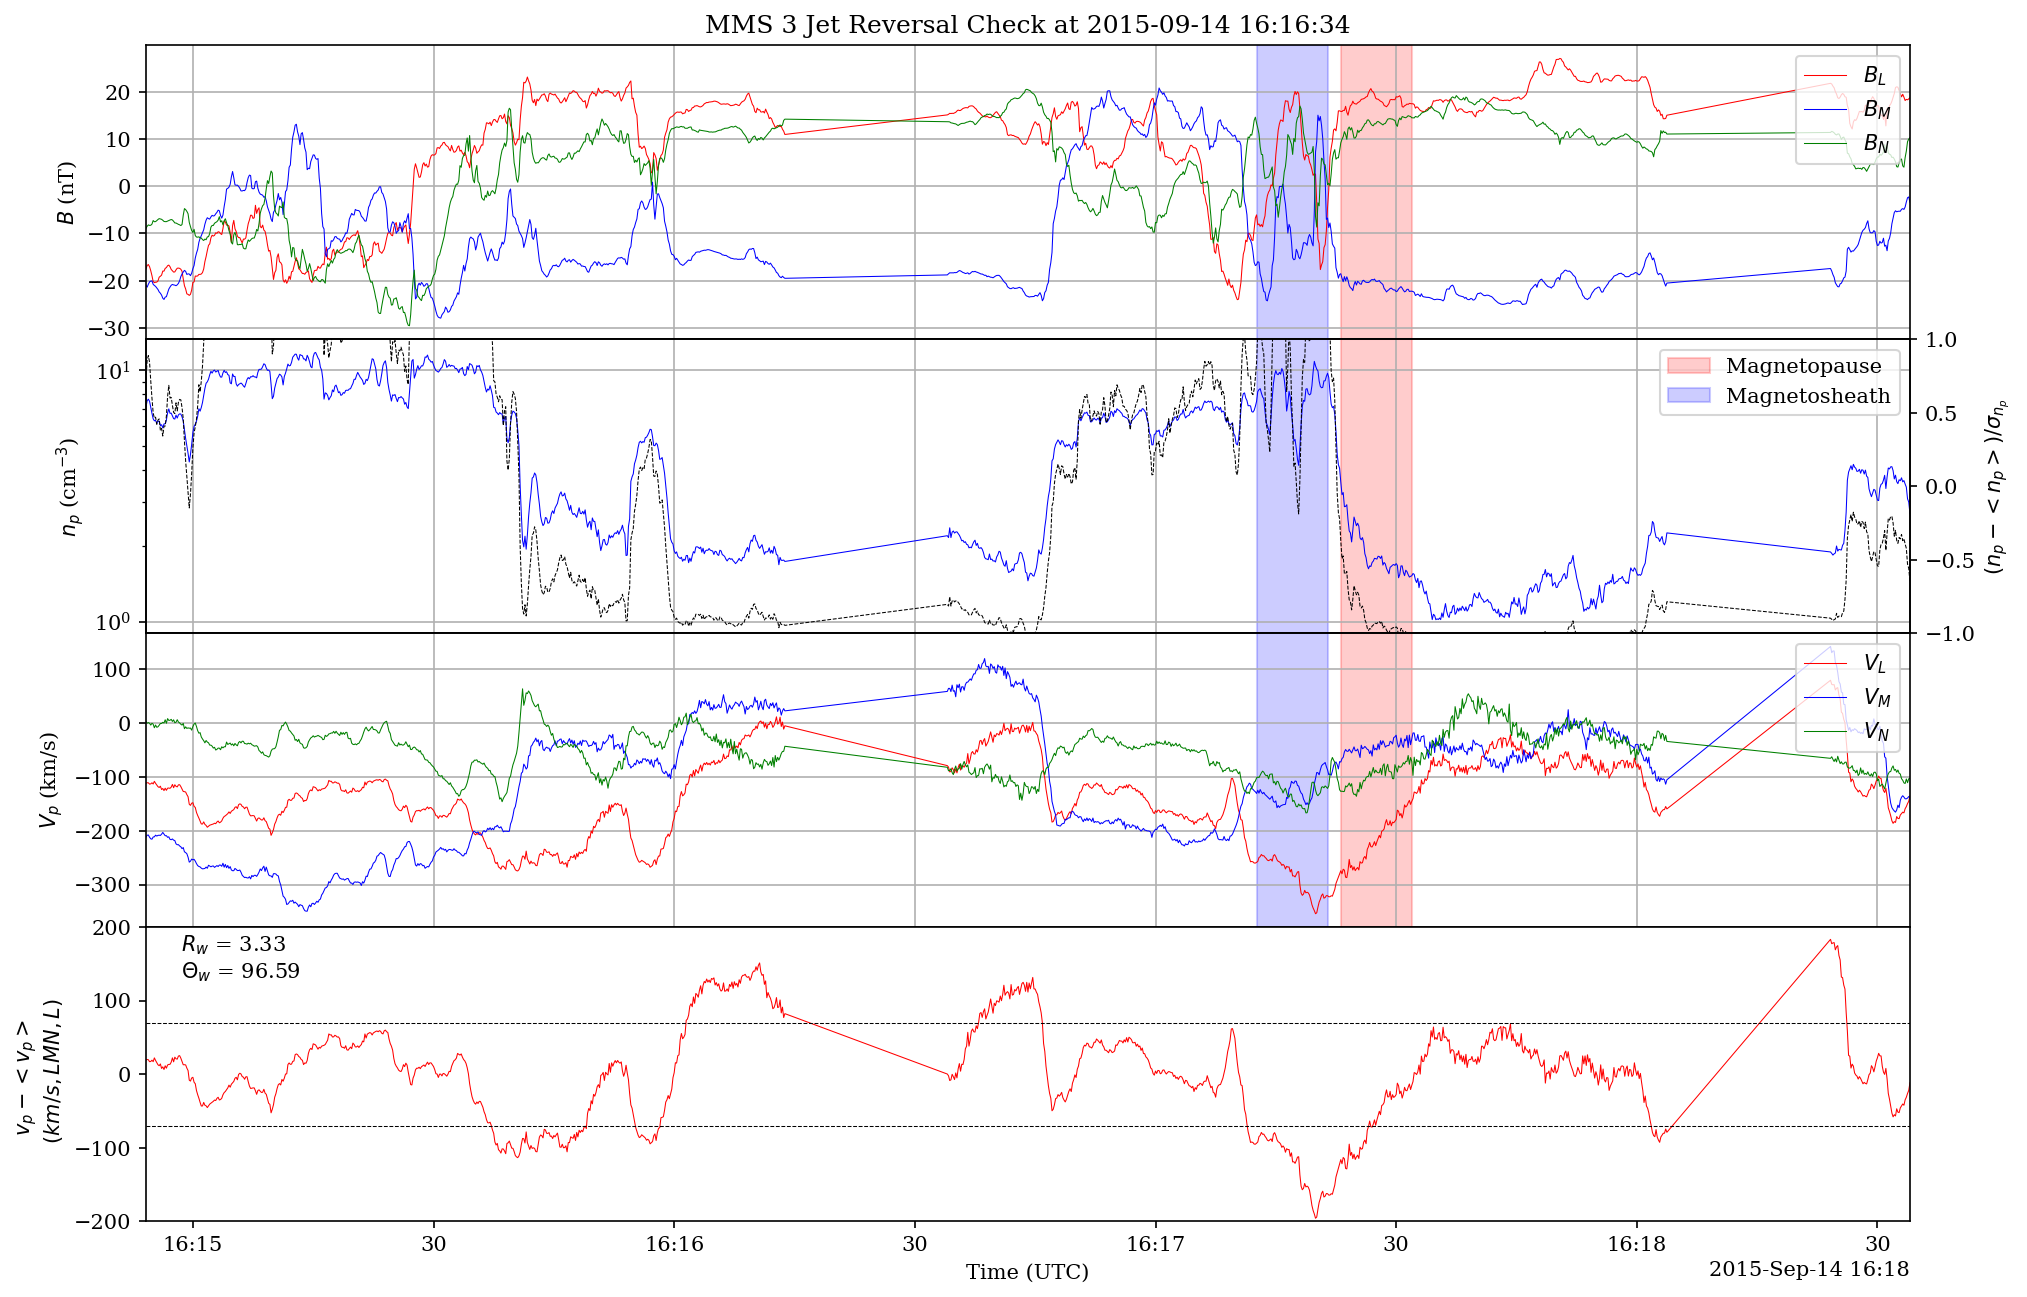 MMS 3 Jet Reversal Check at 2015-09-14 16:16:34
20
10
0
−10
−20
−30
B (nT)
B_L
B_M
B_N
10^1
10^0
n_p (cm^{−3})
Magnetopause
Magnetosheath
1.0
0.5
0.0
−0.5
−1.0
(n_p − <n_p>)/σ_{n_p}
100
0
−100
−200
−300
V_p (km/s)
V_L
V_M
V_N
200
100
0
−100
−200
v_p − <v_p>
(km/s, LMN, L)
R_w = 3.33
Θ_w = 96.59
16:15 30 16:16 30 16:17 30 16:18 30
Time (UTC)
2015-Sep-14 16:18